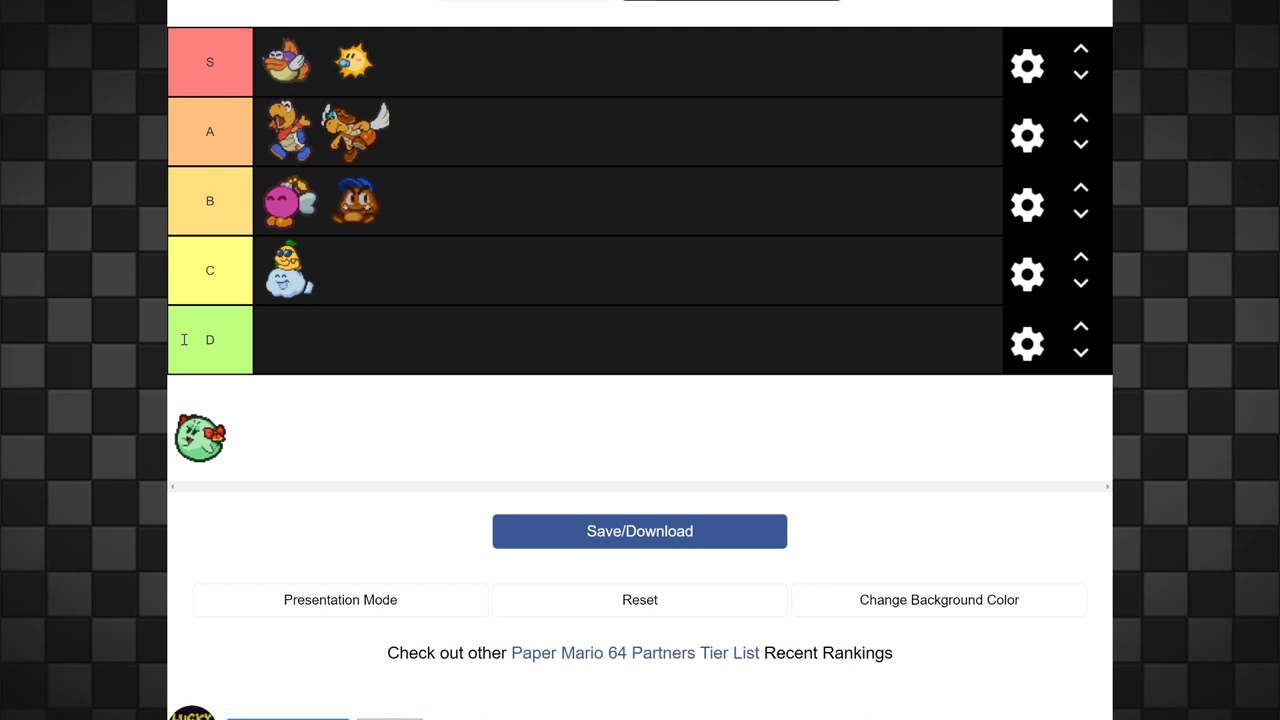 S
A
B
C
D
Save/Download
Presentation Mode
Reset
Change Background Color
Check out other Paper Mario 64 Partners Tier List Recent Rankings
LUCKY